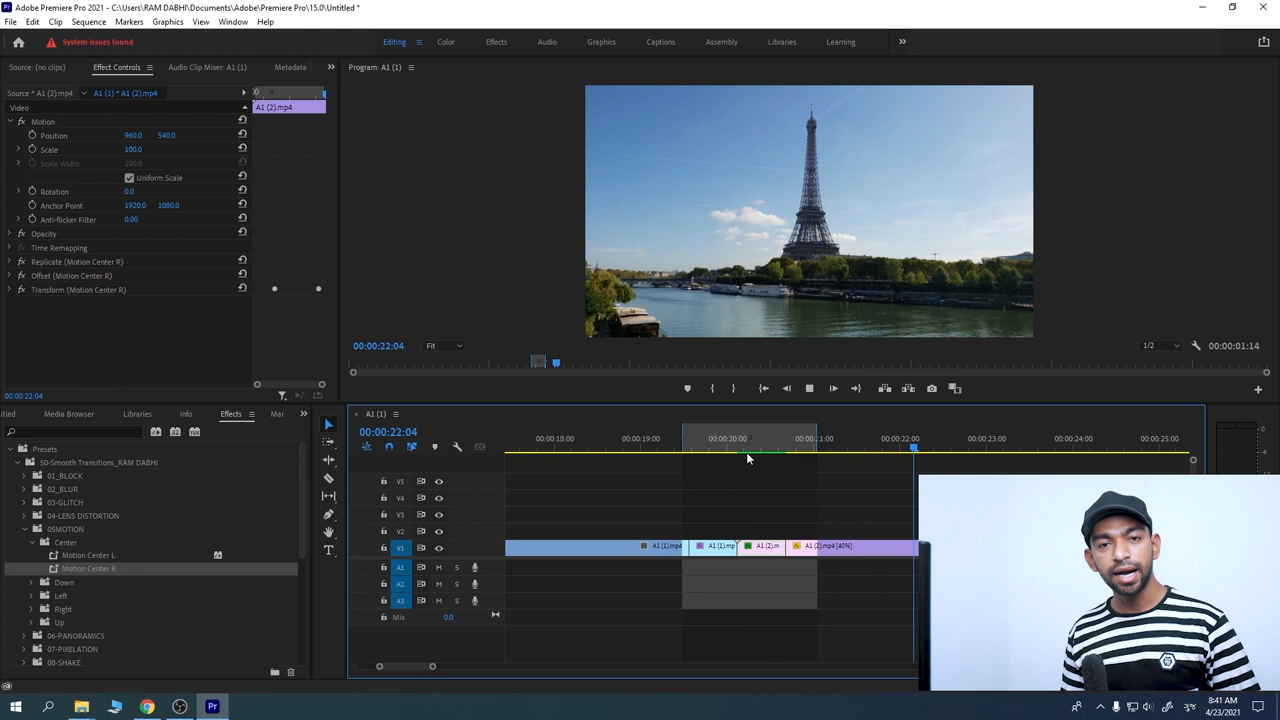 Adobe Premiere Pro 2021 - C:\Users\RAM DABHI\Documents\Adobe\Premiere Pro\15.0\Untitled *
File Edit Clip Sequence Markers Graphics View Window Help
System issues found
Editing Color Effects Audio Graphics Captions Assembly Libraries Learning
Source: (no clips) Effect Controls Audio Clip Mixer: A1 (1) Metadata
Program: A1 (1)
Source * A1 (2).mp4 A1 (1) * A1 (2).mp4
Video A1 (2).mp4
fx Motion
Position 960.0 540.0
Scale 100.0
Scale Width 100.0
Uniform Scale
Rotation 0.0
Anchor Point 1920.0 1080.0
Anti-flicker Filter 0.00
fx Opacity
fx Time Remapping
fx Replicate (Motion Center R)
fx Offset (Motion Center R)
fx Transform (Motion Center R)
00:00:22:04 Fit 1/2 00:00:01:14
00:00:22:04
Media Browser Libraries Info Effects
A1 (1)
00:00:22:04
00:00:18:00 00:00:19:00 00:00:20:00 00:00:21:00 00:00:22:00 00:00:23:00 00:00:24:00 00:00:25:00
Presets
50-Smooth Transitions_RAM DABHI
01_BLOCK
02_BLUR
03-GLITCH
04-LENS DISTORTION
05MOTION
Center
Motion Center L
Motion Center R
Down
Left
Right
Up
06-PANORAMICS
07-PIXELATION
08-SHAKE
V5
V4
V3
V2
V1 A1 (1).mp4 A1 (1).mp A1 (2).m A1 (2).mp4 [40%]
A1 M S
A2 M S
A3 M S
Mix 0.0
8:41 AM
4/23/2021